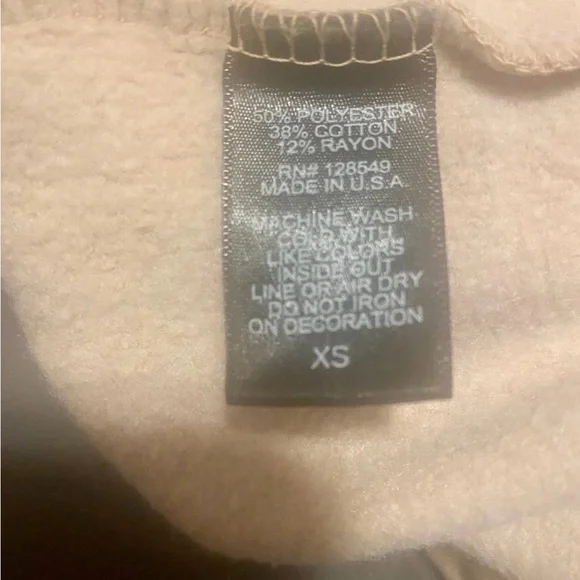 50% POLYESTER
38% COTTON
12% RAYON
RN# 128549
MADE IN U.S.A.
MACHINE WASH
COLD WITH
LIKE COLORS
INSIDE OUT
LINE OR AIR DRY
DO NOT IRON
ON DECORATION
XS